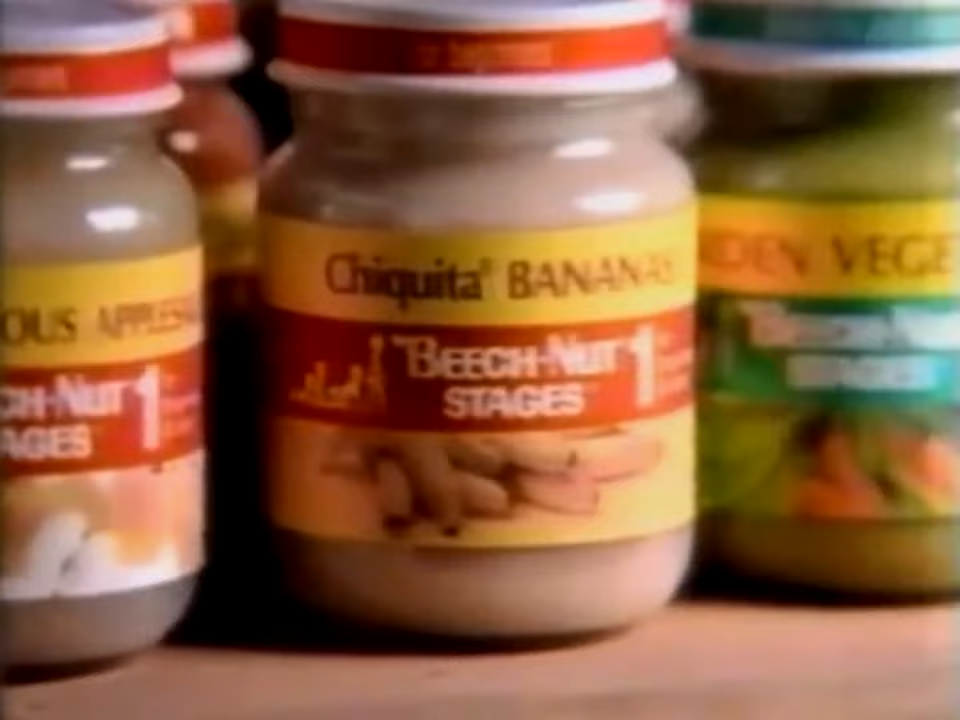 OUS APPLES
CH-NUT 1
AGES
Chiquita® BANANAS
BEECH-NUT 1
STAGES
DEN VEGE
BEECH-NUT
STAGES